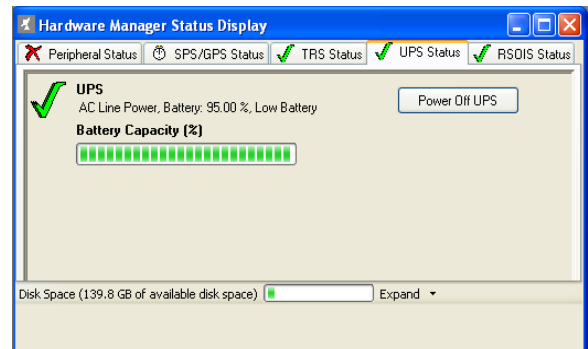 Hardware Manager Status Display
Peripheral Status SPS/GPS Status TRS Status UPS Status RSOIS Status
UPS
AC Line Power, Battery: 95.00 %, Low Battery
Power Off UPS
Battery Capacity (%)
Disk Space (139.8 GB of available disk space) Expand